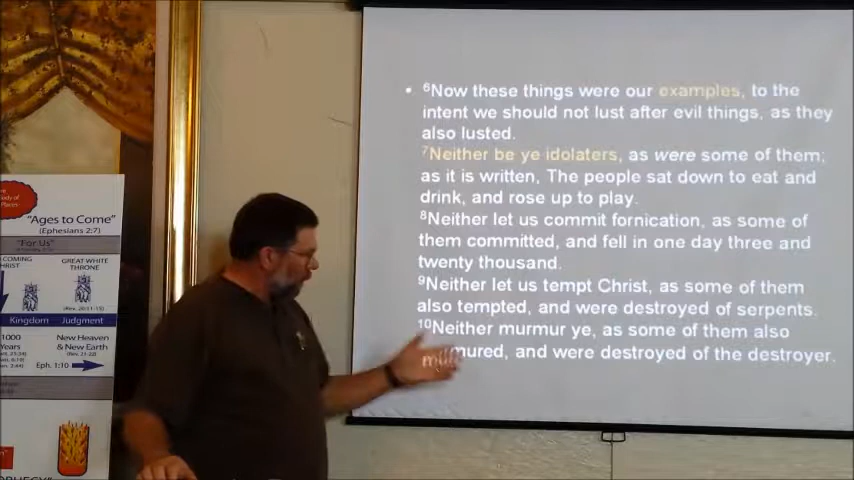 ⁶Now these things were our examples, to the
intent we should not lust after evil things, as they
also lusted.
⁷Neither be ye idolaters, as were some of them;
as it is written, The people sat down to eat and
drink, and rose up to play.
⁸Neither let us commit fornication, as some of
them committed, and fell in one day three and
twenty thousand.
⁹Neither let us tempt Christ, as some of them
also tempted, and were destroyed of serpents.
¹⁰Neither murmur ye, as some of them also
murmured, and were destroyed of the destroyer.
"Ages to Come"
(Ephesians 2:7)
"For Us"
COMING
CHRIST
GREAT WHITE
THRONE
Kingdom
Judgment
1000
Years
Eph. 1:10
New Heaven
& New Earth